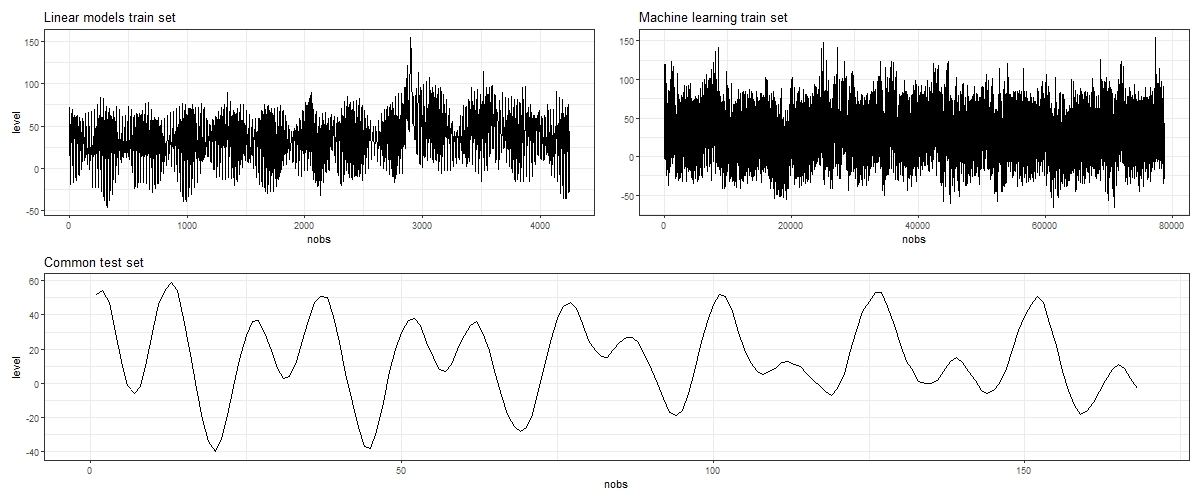 Linear models train set
level
150
100
50
0
-50
0 1000 2000 3000 4000
nobs
Machine learning train set
level
150
100
50
0
-50
0 20000 40000 60000 80000
nobs
Common test set
level
60
40
20
0
-20
-40
0 50 100 150
nobs